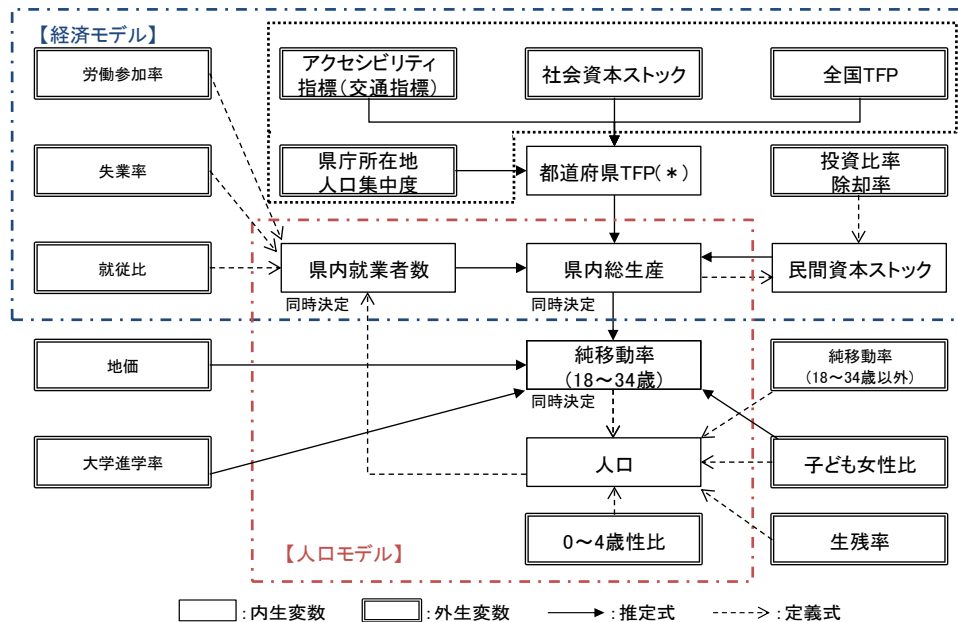 【経済モデル】
労働参加率
アクセシビリティ
指標(交通指標)
社会資本ストック
全国TFP
失業率
県庁所在地
人口集中度
都道府県TFP(*)
投資比率
除却率
就従比
県内就業者数
県内総生産
民間資本ストック
同時決定
同時決定
地価
純移動率
(18~34歳)
純移動率
(18~34歳以外)
同時決定
大学進学率
人口
子ども女性比
0~4歳性比
生残率
【人口モデル】
:内生変数
:外生変数
:推定式
:定義式